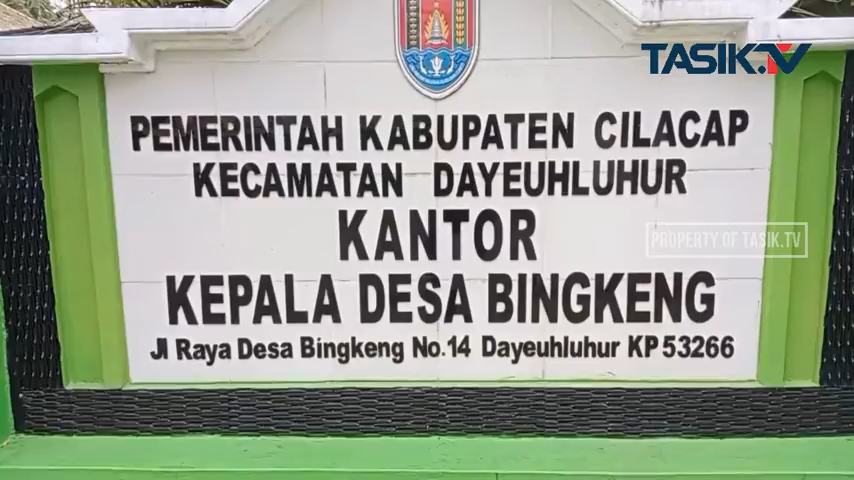 TASIK.TV
PEMERINTAH KABUPATEN CILACAP
KECAMATAN DAYEUHLUHUR
KANTOR
PROPERTY OF TASIK.TV
KEPALA DESA BINGKENG
Jl Raya Desa Bingkeng No.14 Dayeuhluhur KP 53266